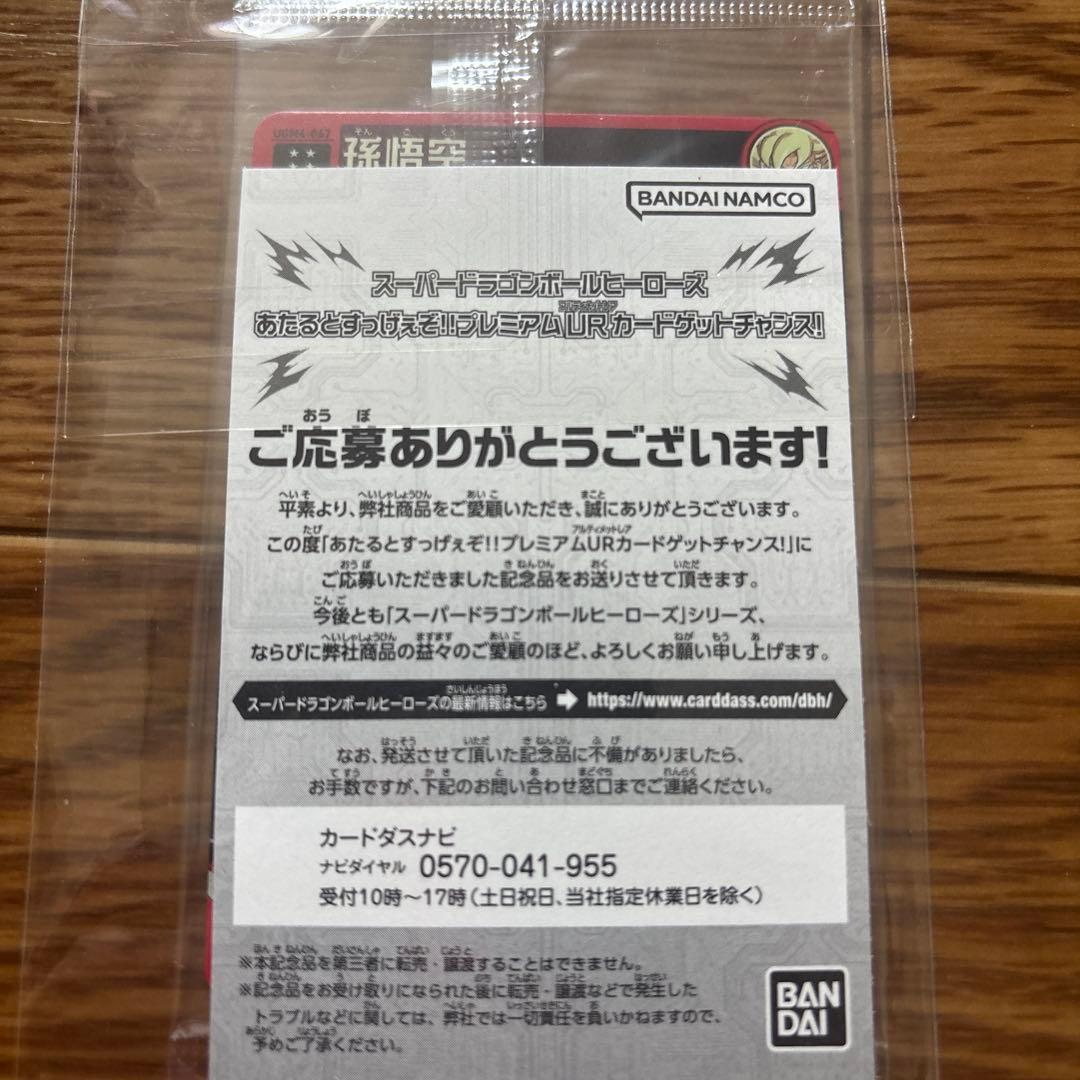 UGM4-067
孫悟空
BANDAI NAMCO
スーパードラゴンボールヒーローズ
あたるとすっげぇぞ!!プレミアムURカードゲットチャンス!
ご応募ありがとうございます!
平素より、弊社商品をご愛顧いただき、誠にありがとうございます。
この度「あたるとすっげぇぞ!!プレミアムURカードゲットチャンス!」に
ご応募いただきました記念品をお送りさせて頂きます。
今後とも「スーパードラゴンボールヒーローズ」シリーズ、
ならびに弊社商品の益々のご愛顧のほど、よろしくお願い申し上げます。
スーパードラゴンボールヒーローズの最新情報はこちら ➡ https://www.carddass.com/dbh/
なお、発送させて頂いた記念品に不備がありましたら、
お手数ですが、下記のお問い合わせ窓口までご連絡ください。
カードダスナビ
ナビダイヤル 0570-041-955
受付10時～17時(土日祝日、当社指定休業日を除く)
※本記念品を第三者に転売・譲渡することはできません。
※記念品をお受け取りになられた後に転売・譲渡などで発生した
トラブルなどに関しては、弊社では一切責任を負いかねますので、
予めご了承ください。
BAN
DAI